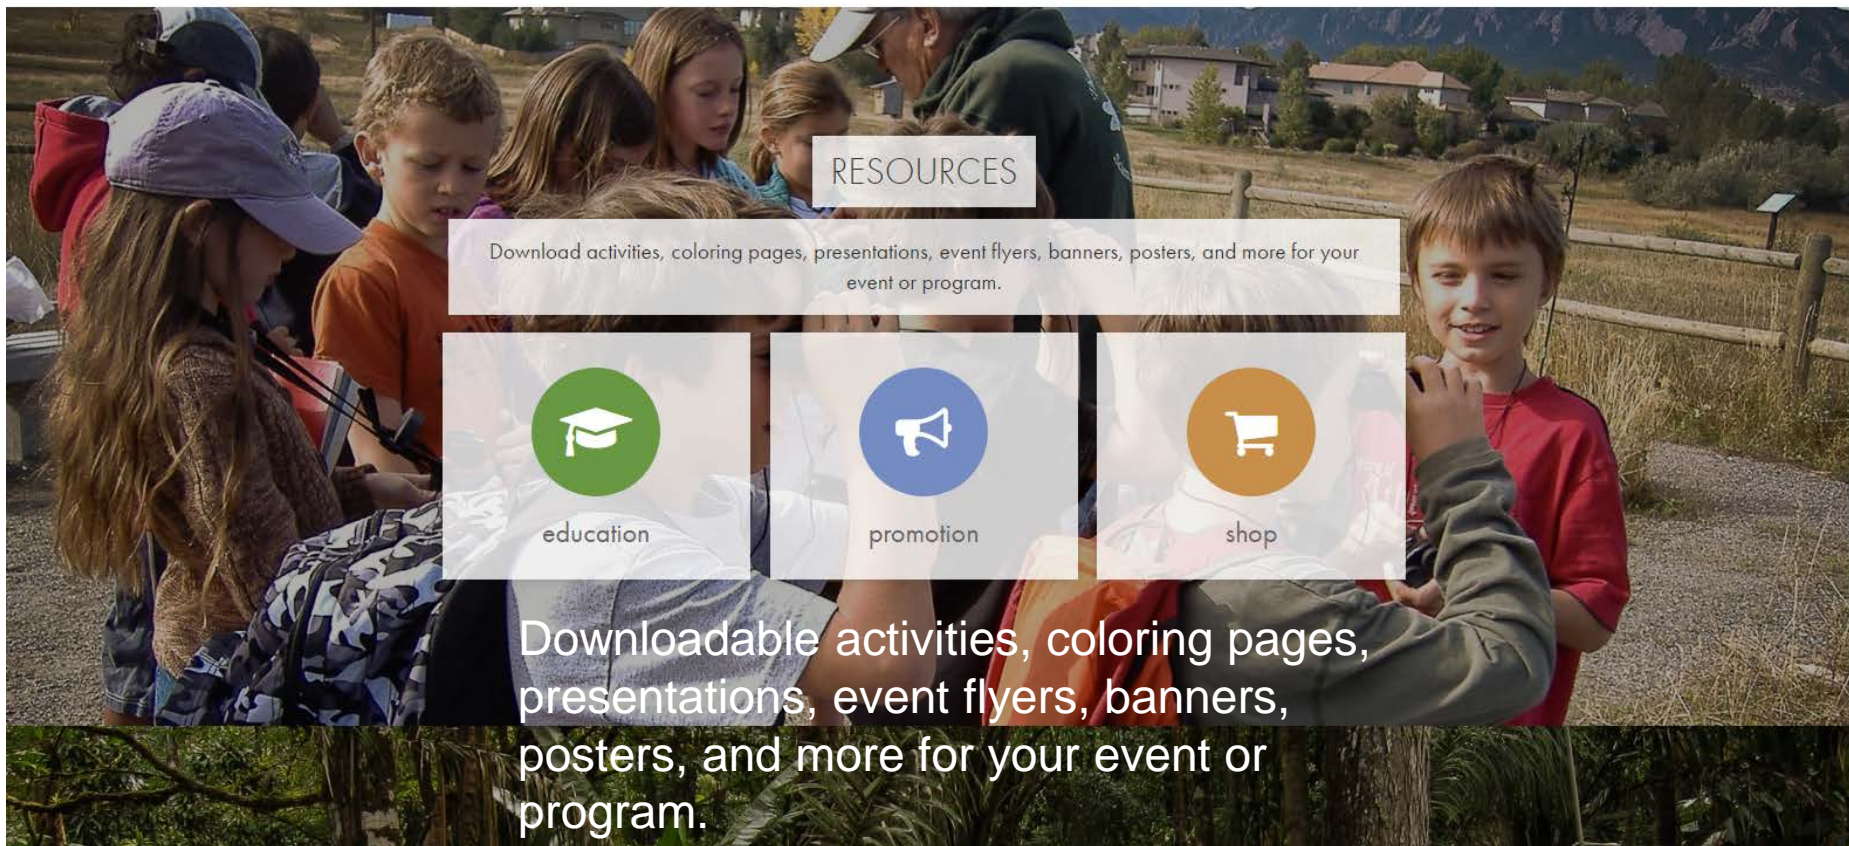 RESOURCES
Download activities, coloring pages, presentations, event flyers, banners, posters, and more for your
event or program.
education
promotion
shop
Downloadable activities, coloring pages,
presentations, event flyers, banners,
posters, and more for your event or
program.